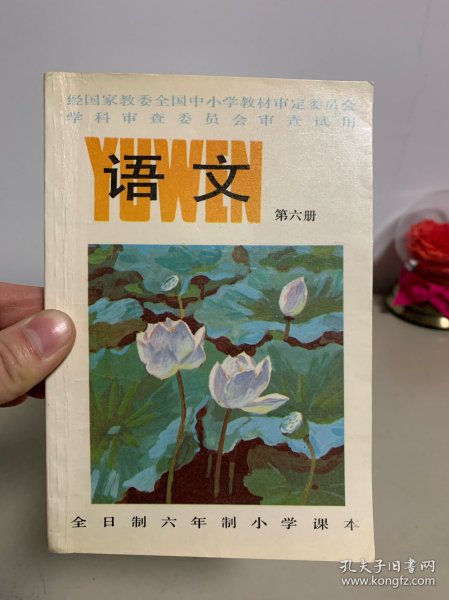 经国家教委全国中小学教材审定委员会
学科审查委员会审查试用
YUWEN
语文
第六册
全日制六年制小学课本
孔夫子旧书网
www.kongfz.com